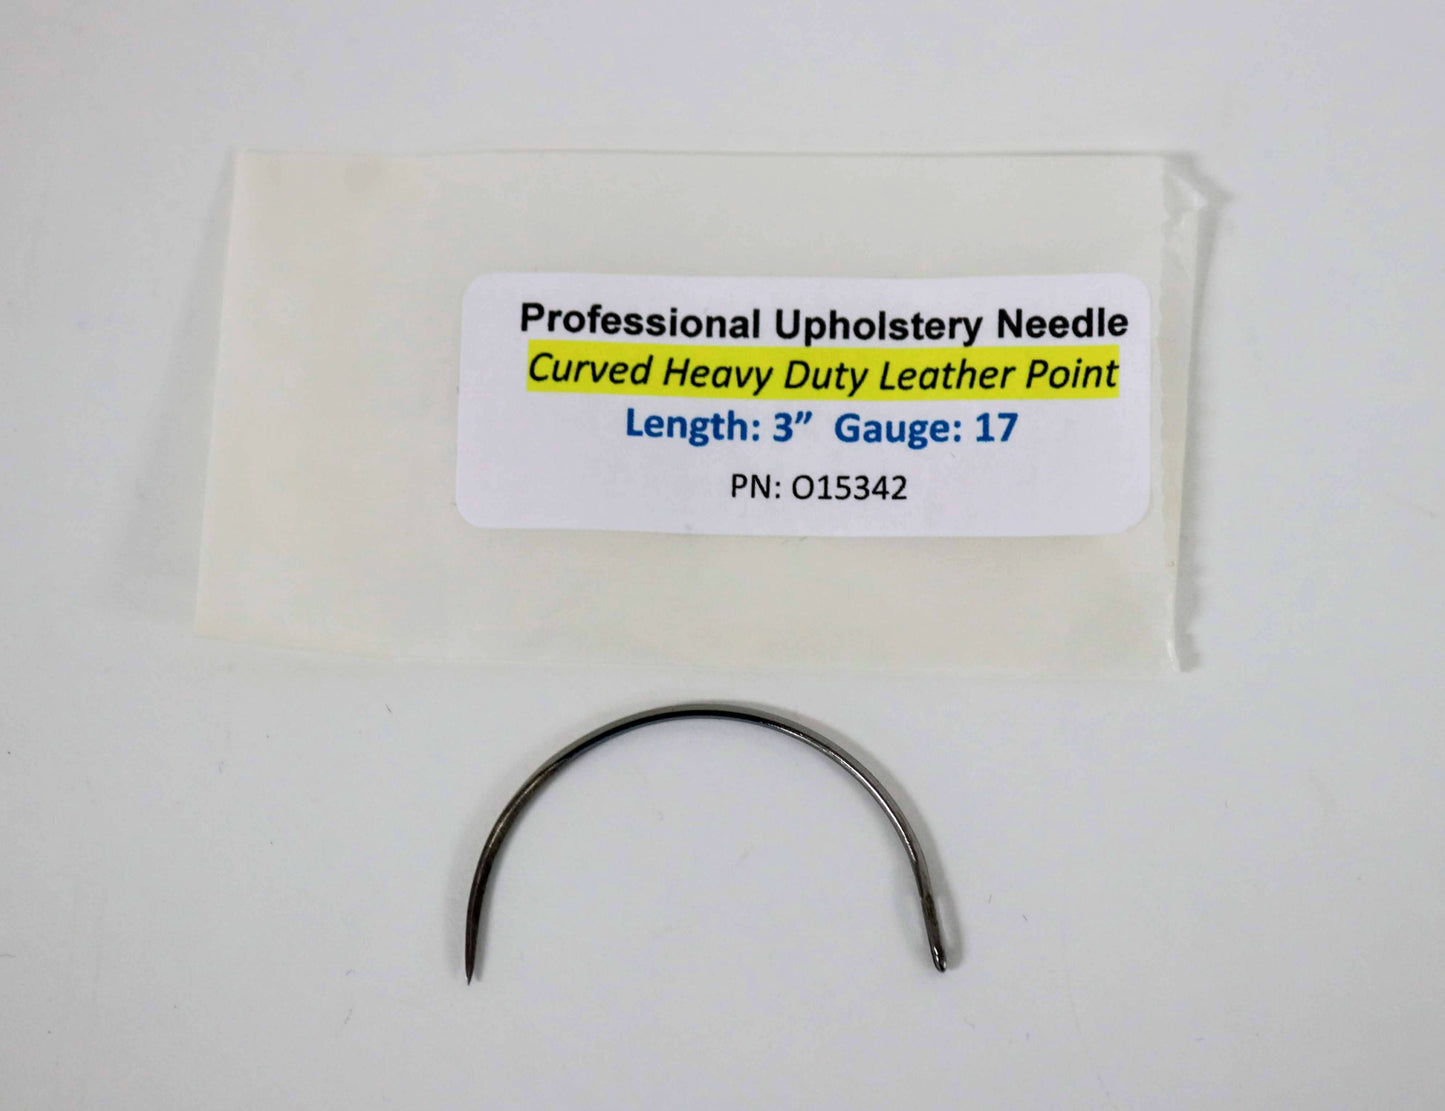 Professional Upholstery Needle
Curved Heavy Duty Leather Point
Length: 3” Gauge: 17
PN: O15342